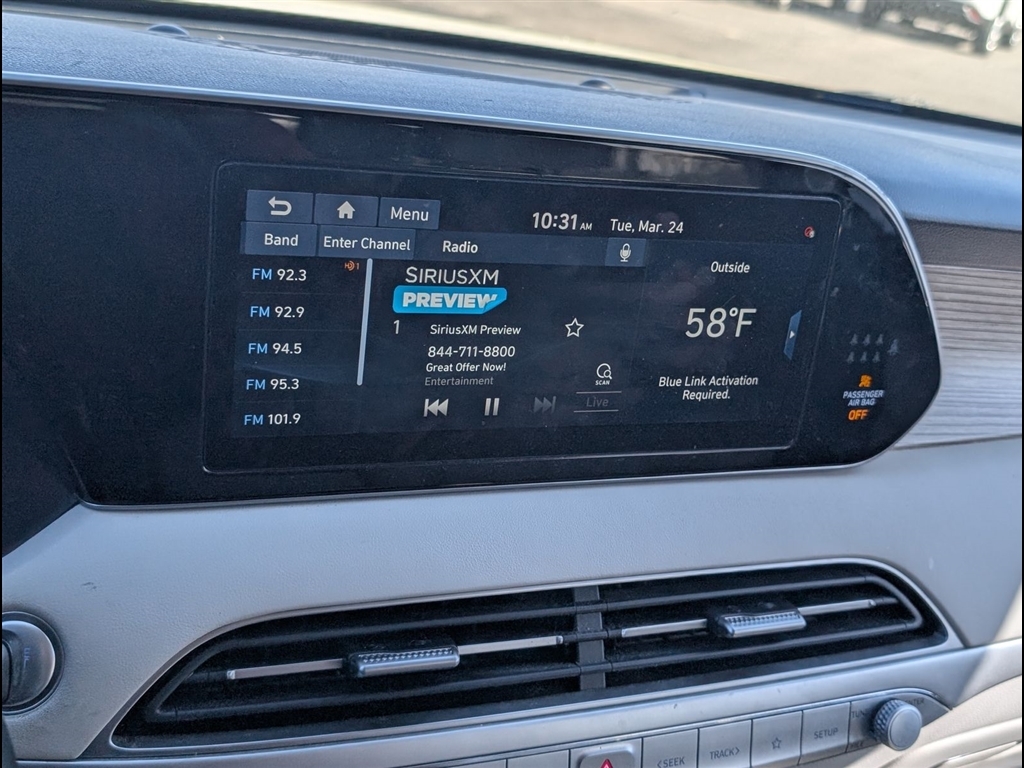 Menu
10:31 AM Tue, Mar. 24
Band Enter Channel Radio
FM 92.3
FM 92.9
FM 94.5
FM 95.3
FM 101.9
SIRIUSXM
PREVIEW
1 SiriusXM Preview
844-711-8800
Great Offer Now!
Entertainment
SCAN
Live
Outside
58°F
Blue Link Activation
Required.
PASSENGER
AIR BAG
OFF
<SEEK TRACK> SETUP